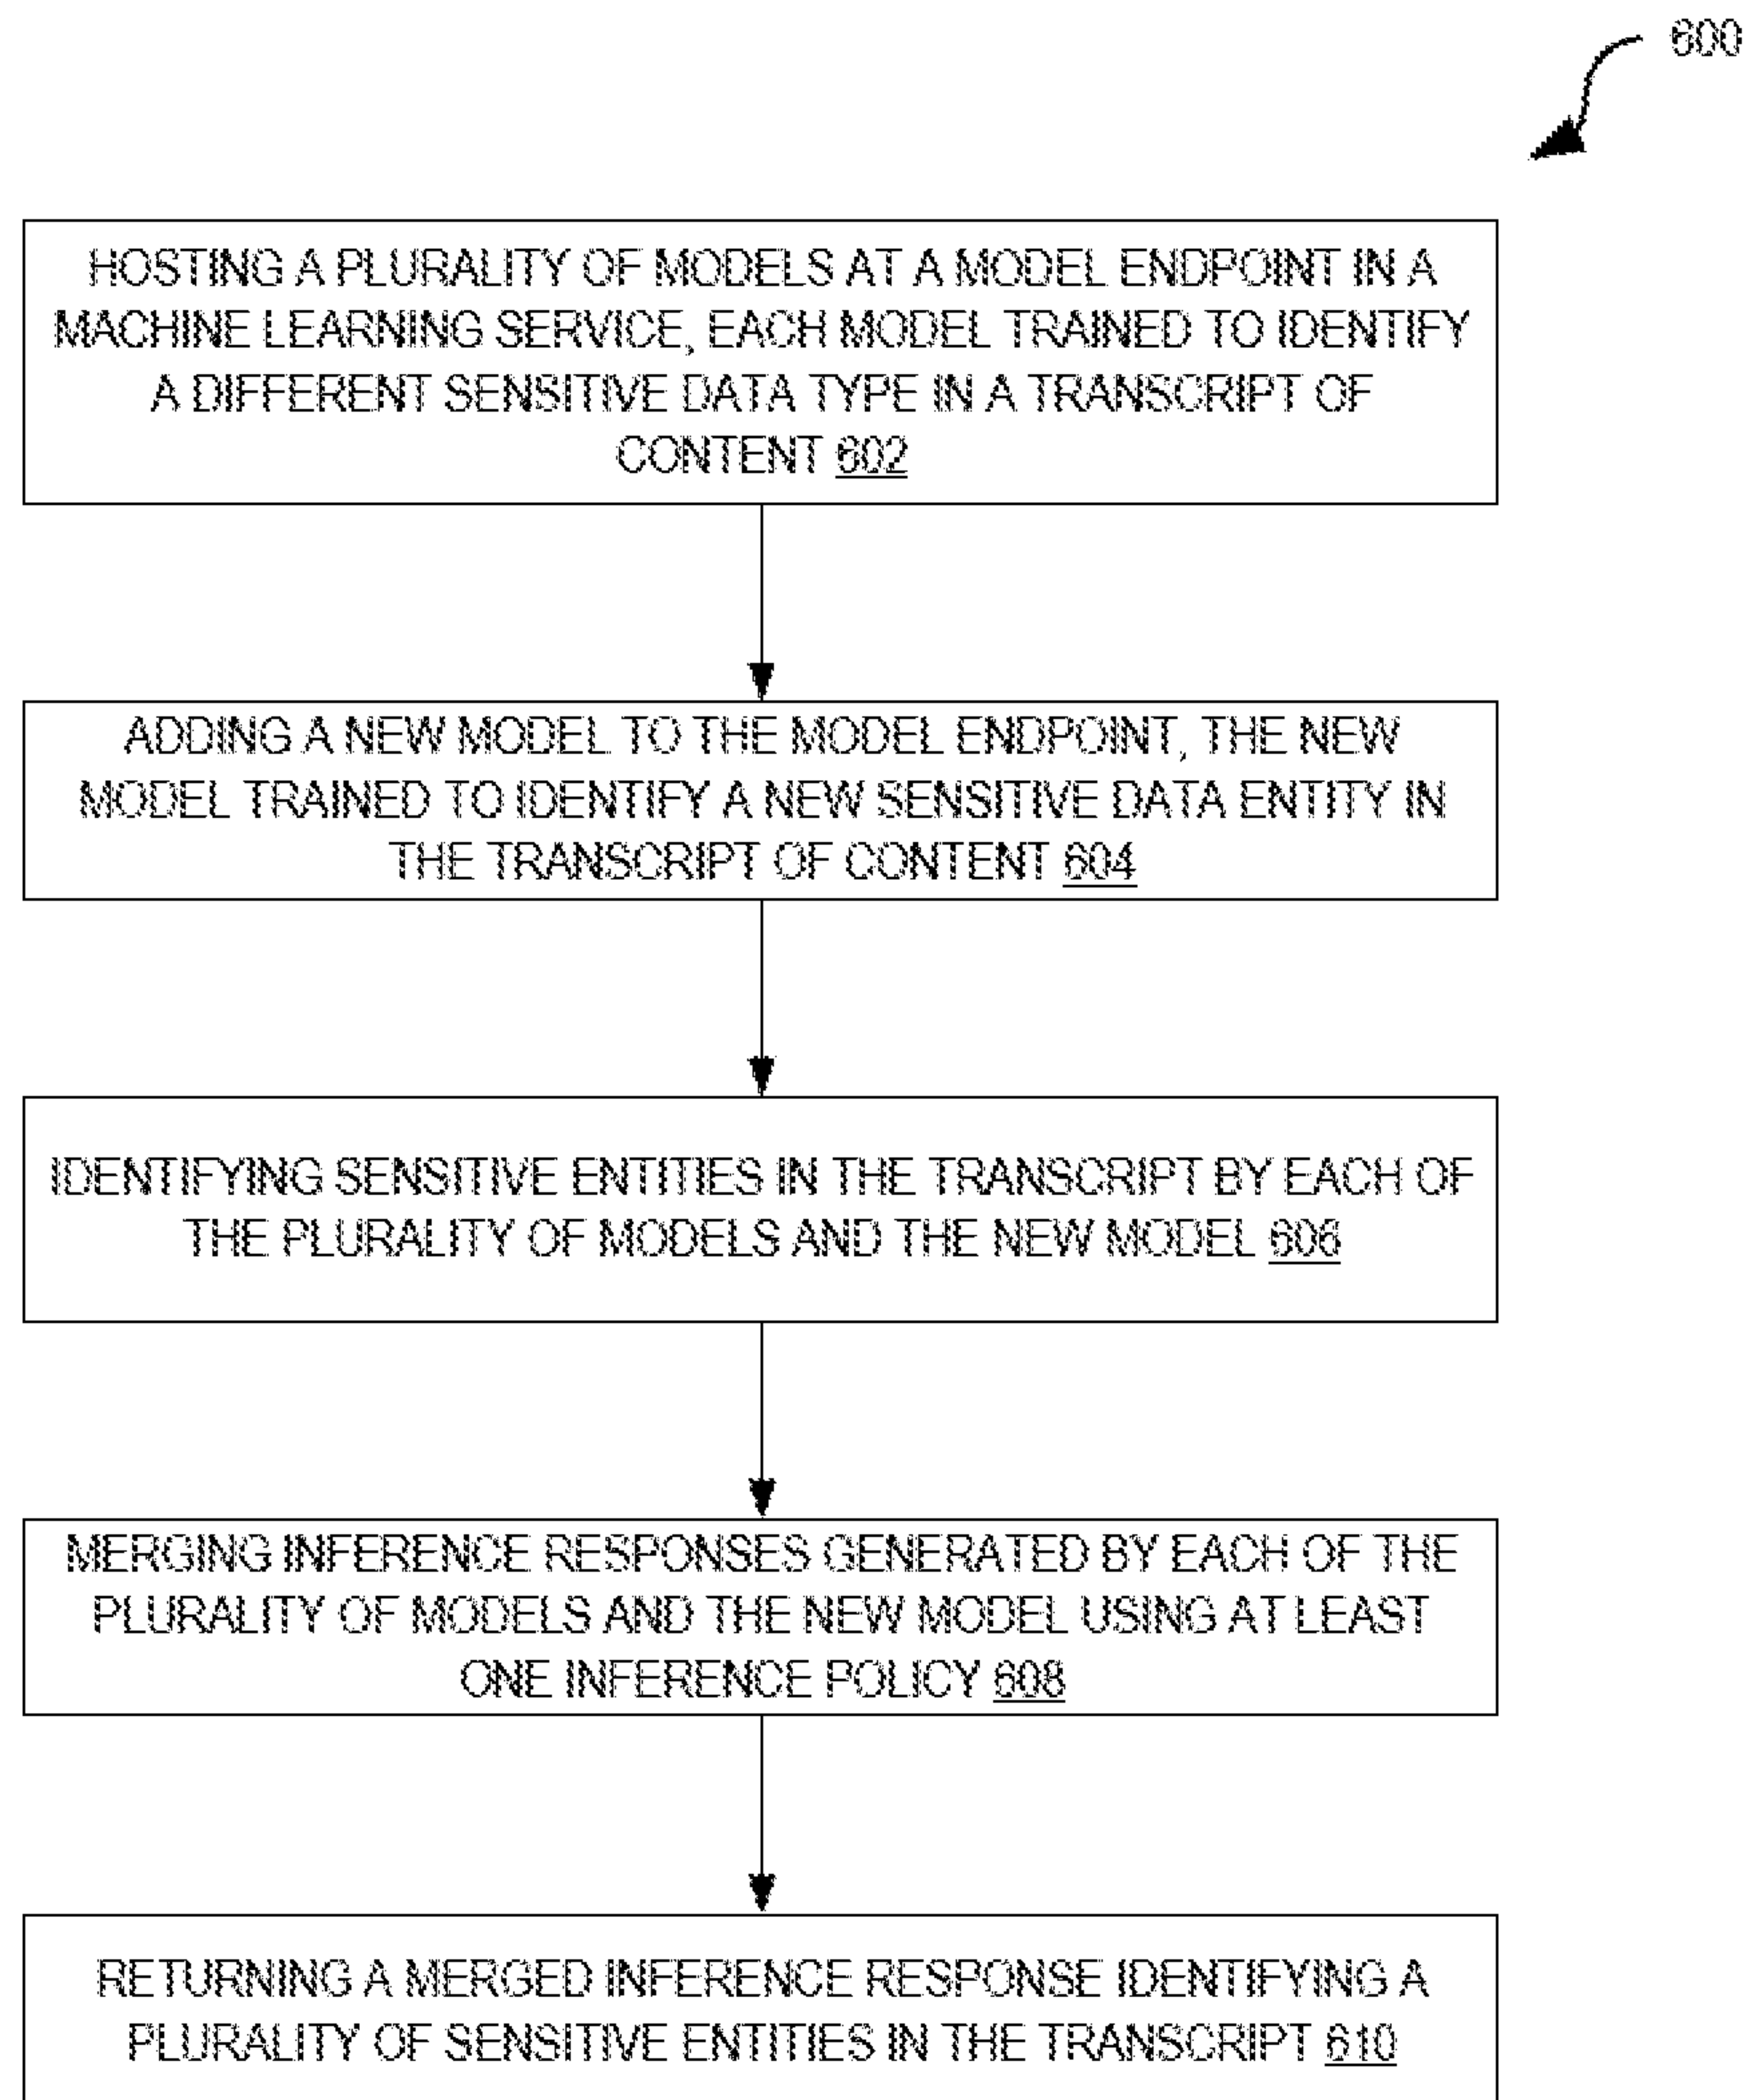 600
HOSTING A PLURALITY OF MODELS AT A MODEL ENDPOINT IN A
MACHINE LEARNING SERVICE, EACH MODEL TRAINED TO IDENTIFY
A DIFFERENT SENSITIVE DATA TYPE IN A TRANSCRIPT OF
CONTENT 602
ADDING A NEW MODEL TO THE MODEL ENDPOINT, THE NEW
MODEL TRAINED TO IDENTIFY A NEW SENSITIVE DATA ENTITY IN
THE TRANSCRIPT OF CONTENT 604
IDENTIFYING SENSITIVE ENTITIES IN THE TRANSCRIPT BY EACH OF
THE PLURALITY OF MODELS AND THE NEW MODEL 606
MERGING INFERENCE RESPONSES GENERATED BY EACH OF THE
PLURALITY OF MODELS AND THE NEW MODEL USING AT LEAST
ONE INFERENCE POLICY 608
RETURNING A MERGED INFERENCE RESPONSE IDENTIFYING A
PLURALITY OF SENSITIVE ENTITIES IN THE TRANSCRIPT 610